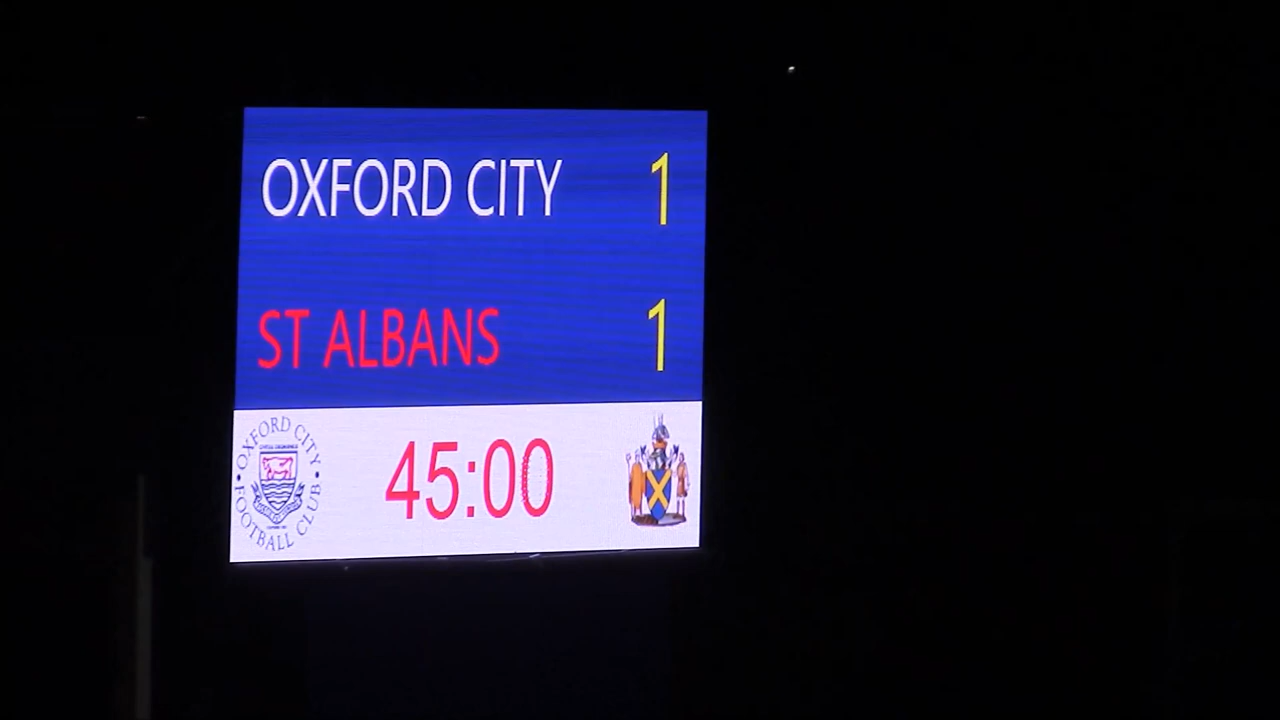 OXFORD CITY 1
ST ALBANS 1
OXFORD CITY
FOOTBALL CLUB
45:00